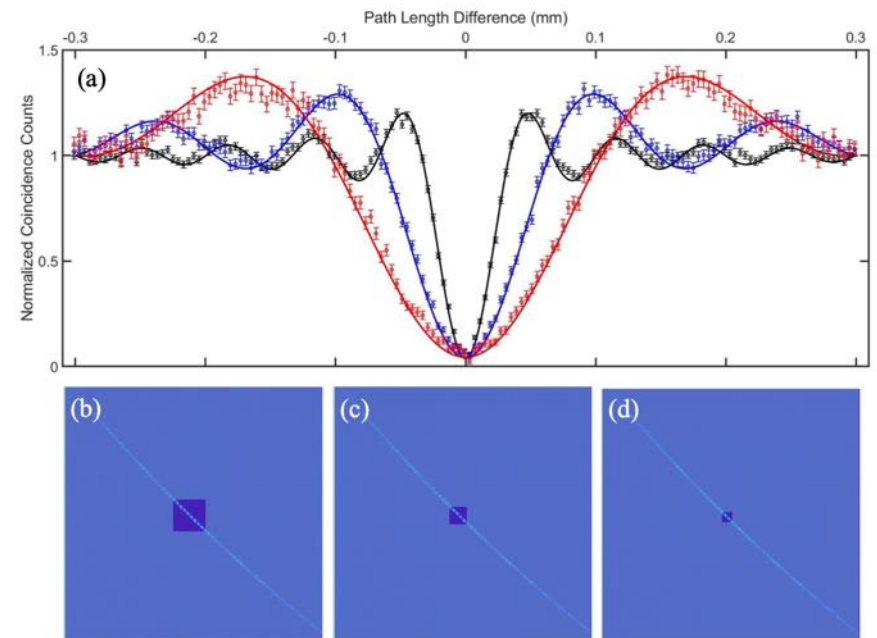 Path Length Difference (mm)
-0.3 -0.2 -0.1 0 0.1 0.2 0.3
1.5
(a)
1
0.5
0
Normalized Coincidence Counts
(b) (c) (d)